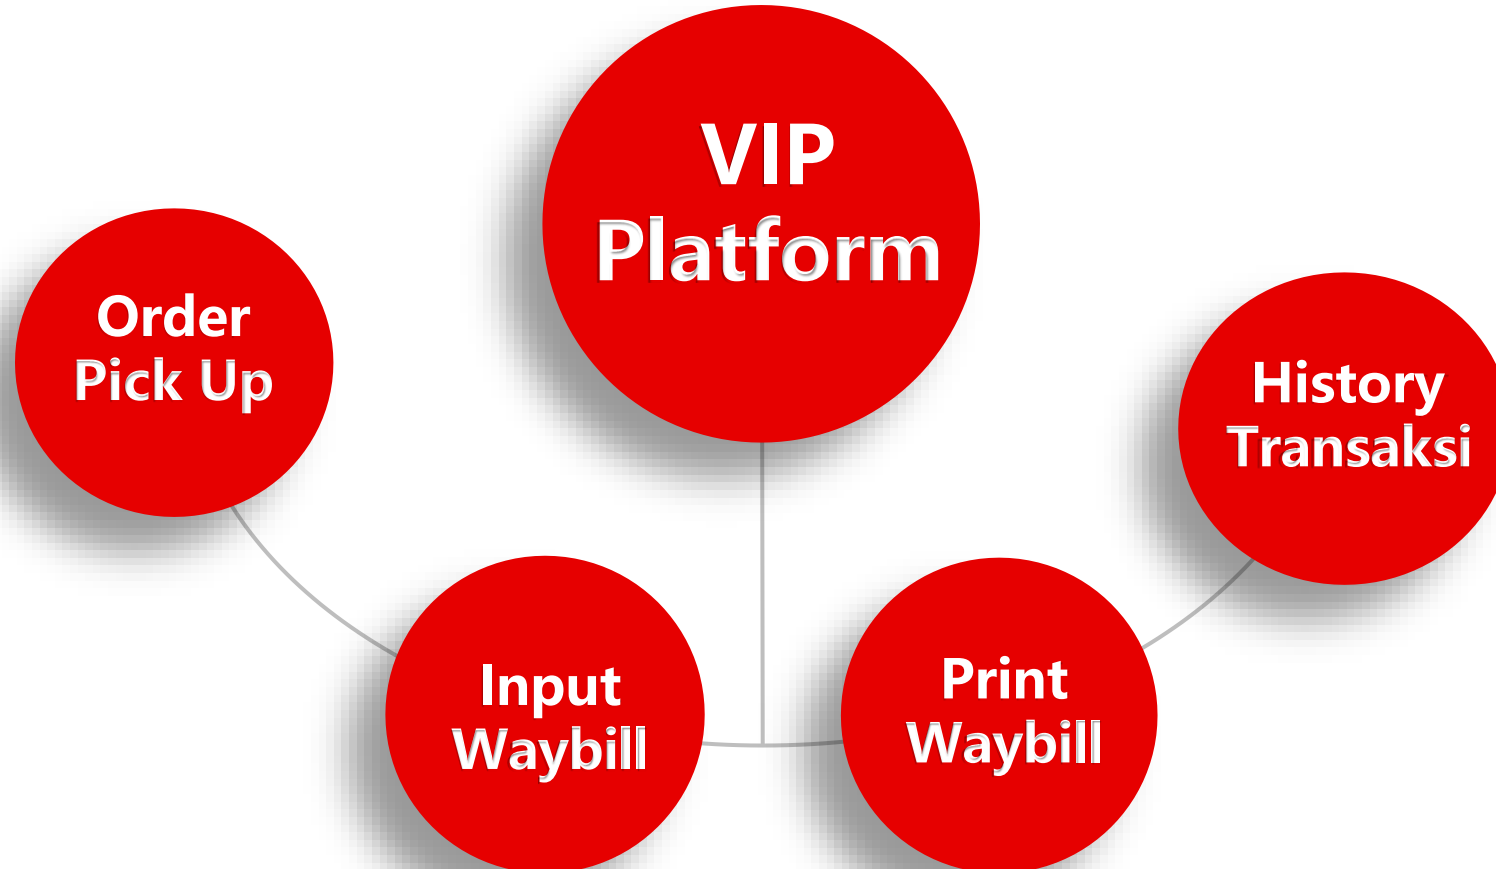 VIP
Platform
Order
Pick Up
History
Transaksi
Input
Waybill
Print
Waybill